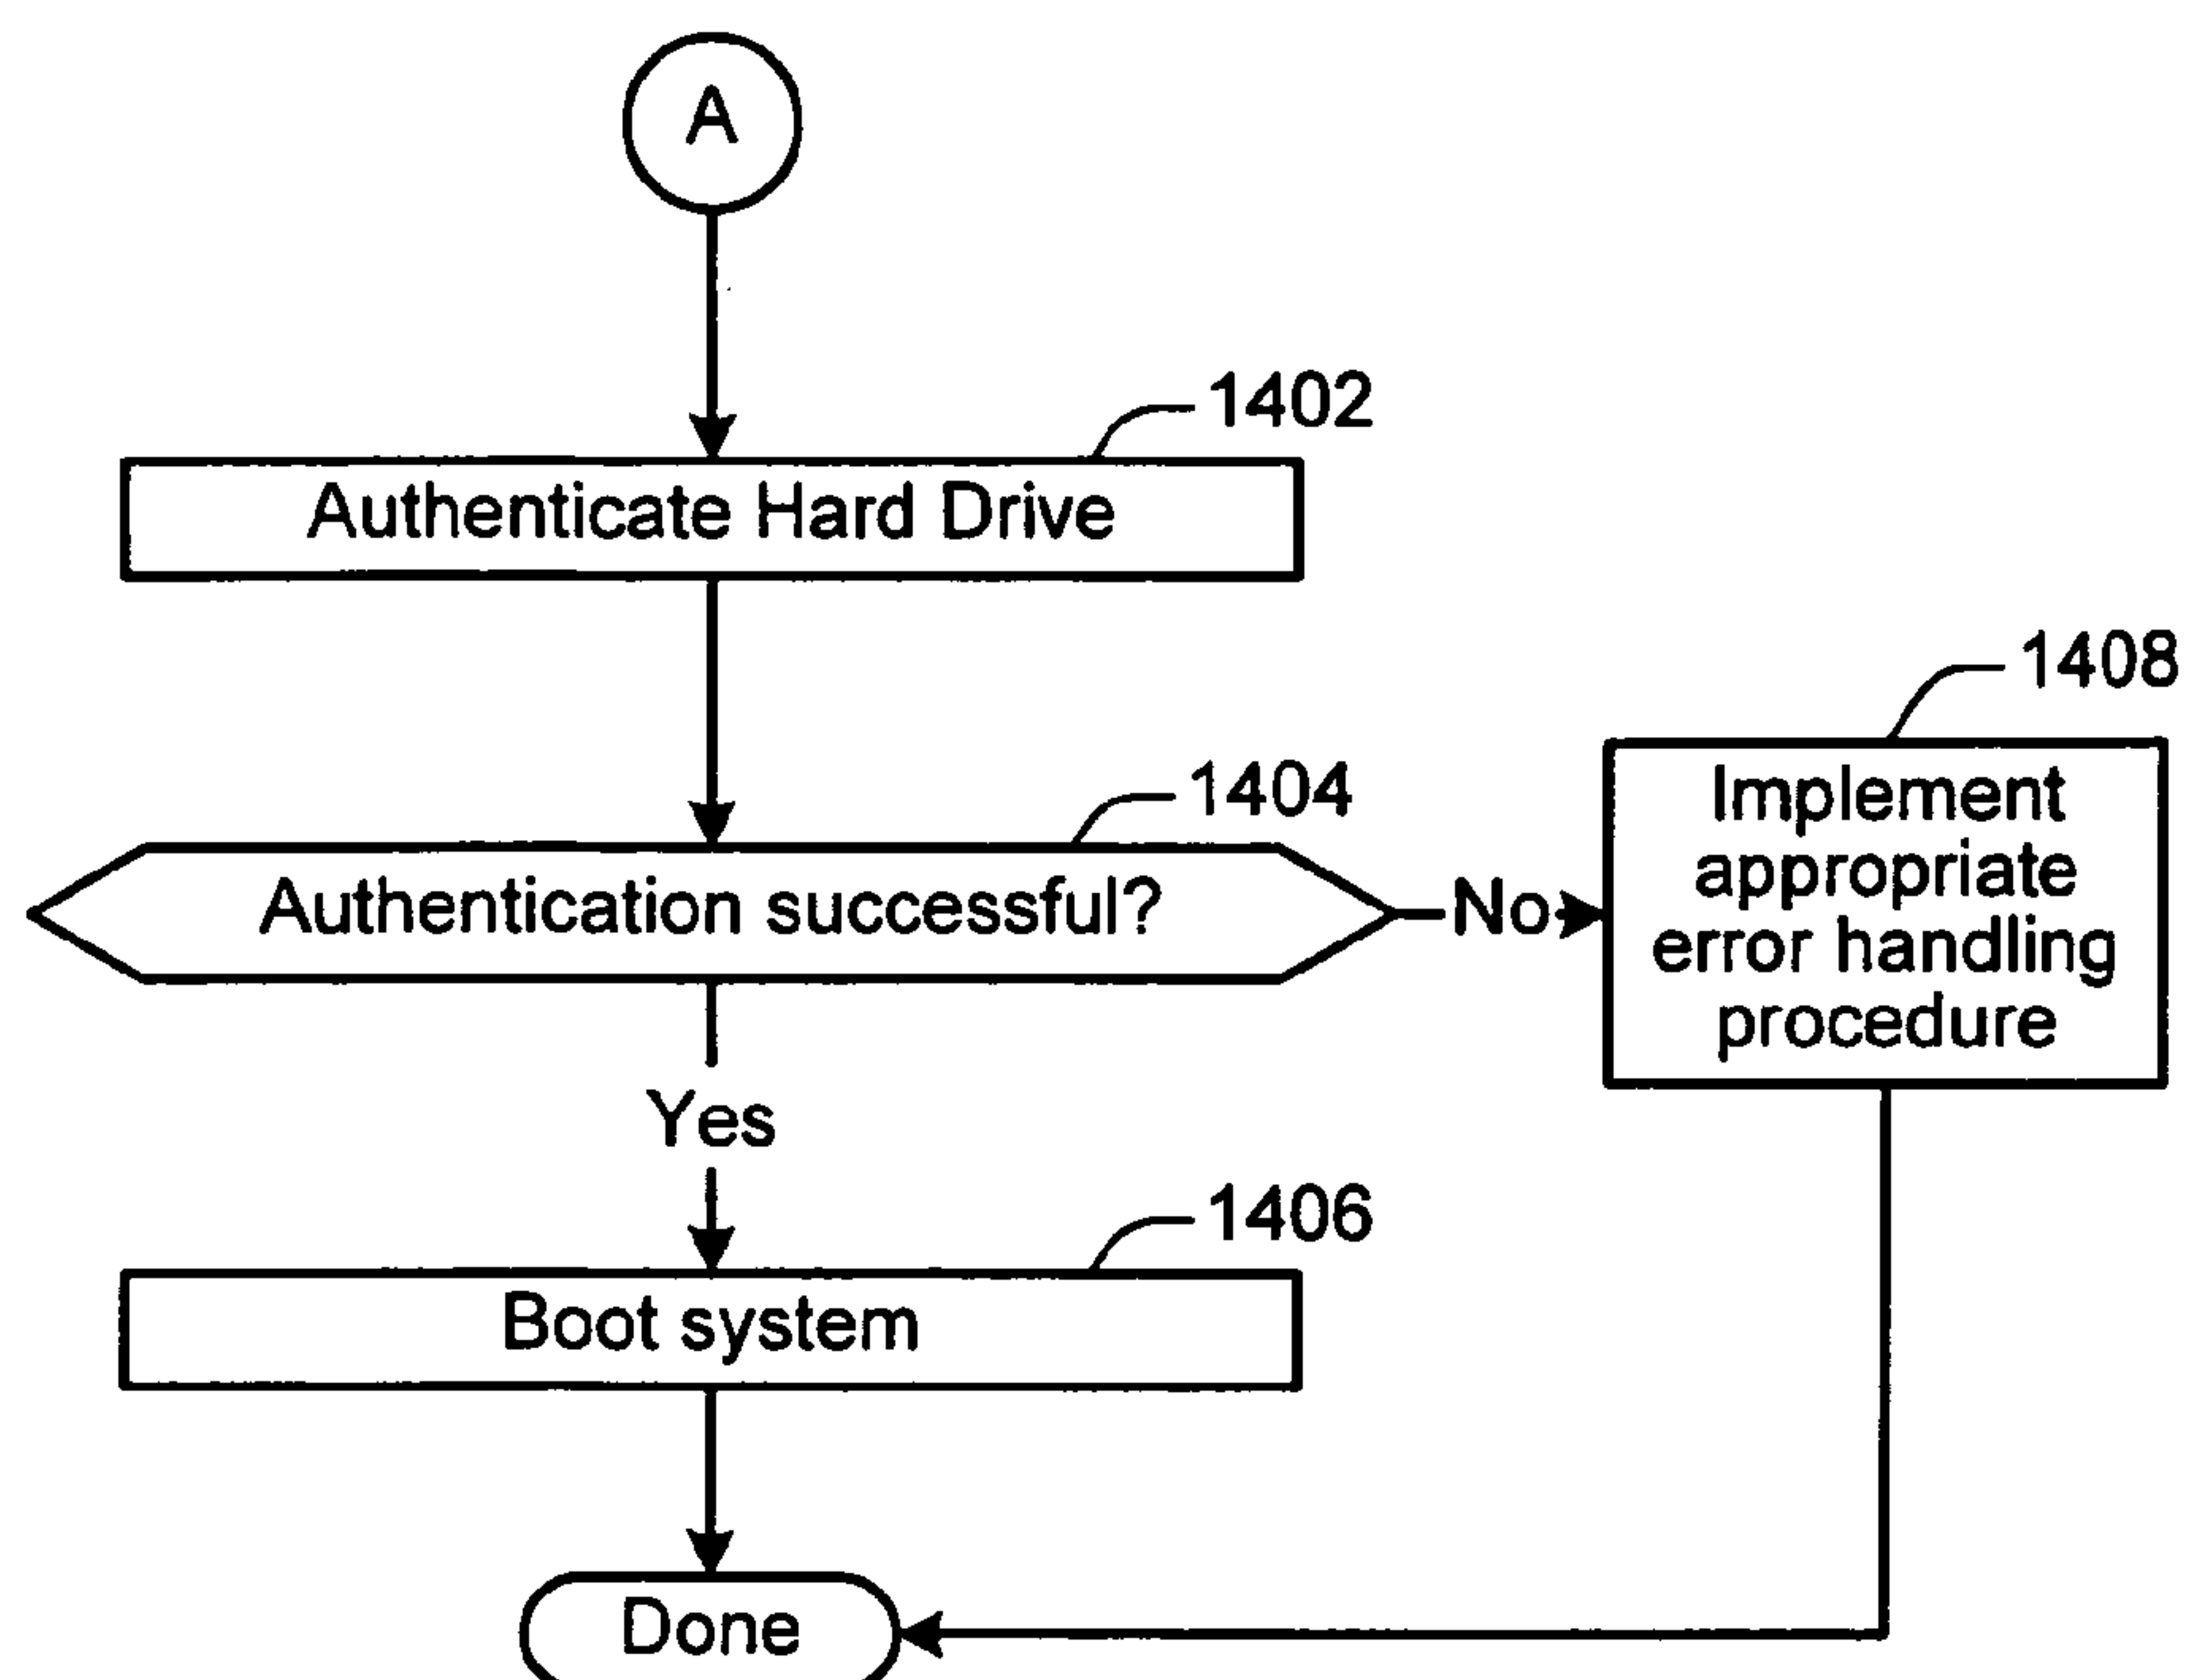 A
1402
Authenticate Hard Drive
1404
Authentication successful?
No
1408
Implement
appropriate
error handling
procedure
Yes
1406
Boot system
Done